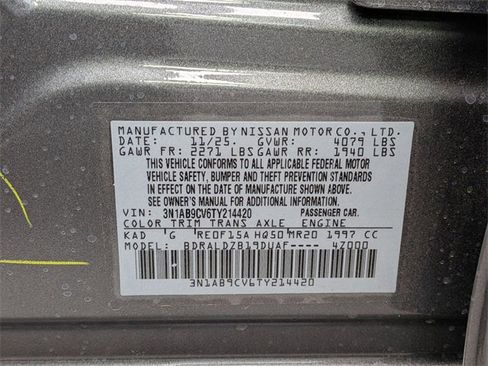 MANUFACTURED BY NISSAN MOTOR CO., LTD.
DATE: 11/25. GVWR: 4079 LBS
GAWR FR: 2271 LBS GAWR RR: 1940 LBS
THIS VEHICLE CONFORMS TO ALL APPLICABLE FEDERAL MOTOR
VEHICLE SAFETY, BUMPER AND THEFT PREVENTION STANDARDS
IN EFFECT ON THE DATE OF MANUFACTURE SHOWN ABOVE.
SEE OWNER'S MANUAL FOR ADDITIONAL INFORMATION.
VIN: 3N1AB9CV6TY214420 PASSENGER CAR.
COLOR TRIM TRANS AXLE ENGINE
KAD 'G 'RE0F15A HQ50'MR20 1997 CC
MODEL: BDRALDZB19DUAF---- 4Z000
3N1AB9CV6TY214420